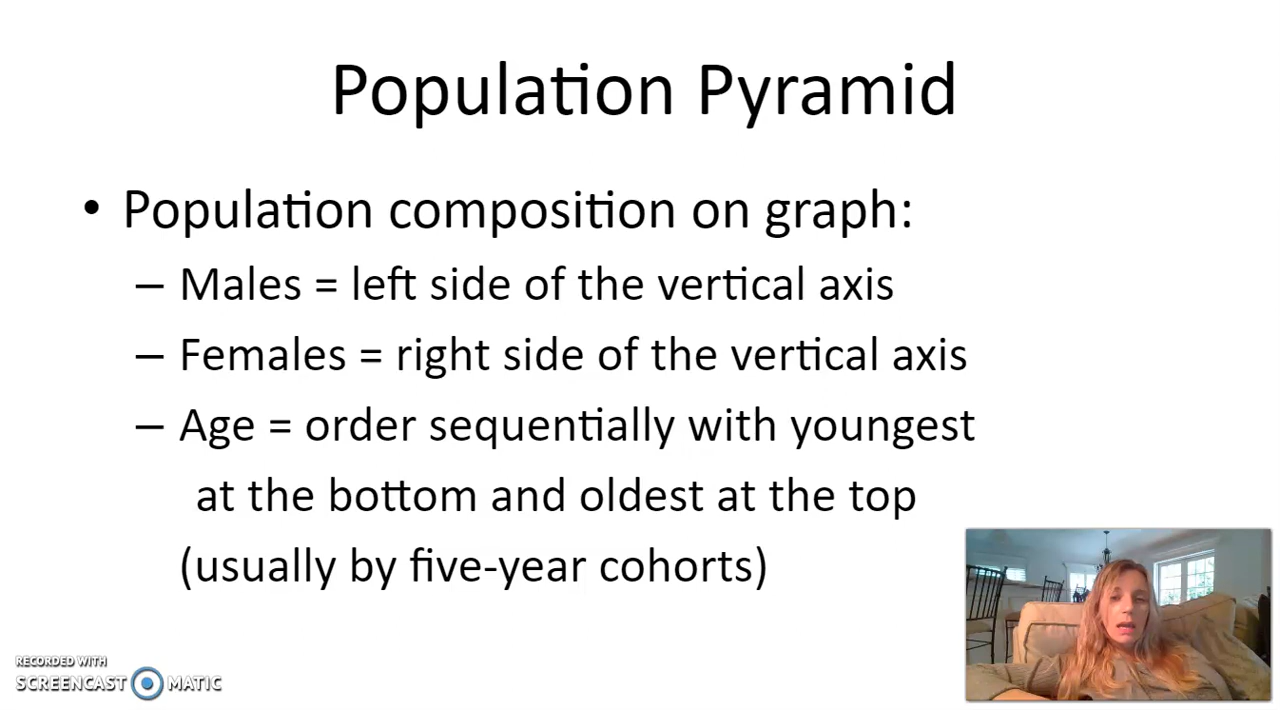 Population Pyramid
• Population composition on graph:
– Males = left side of the vertical axis
– Females = right side of the vertical axis
– Age = order sequentially with youngest
at the bottom and oldest at the top
(usually by five-year cohorts)
RECORDED WITH
SCREENCAST MATIC